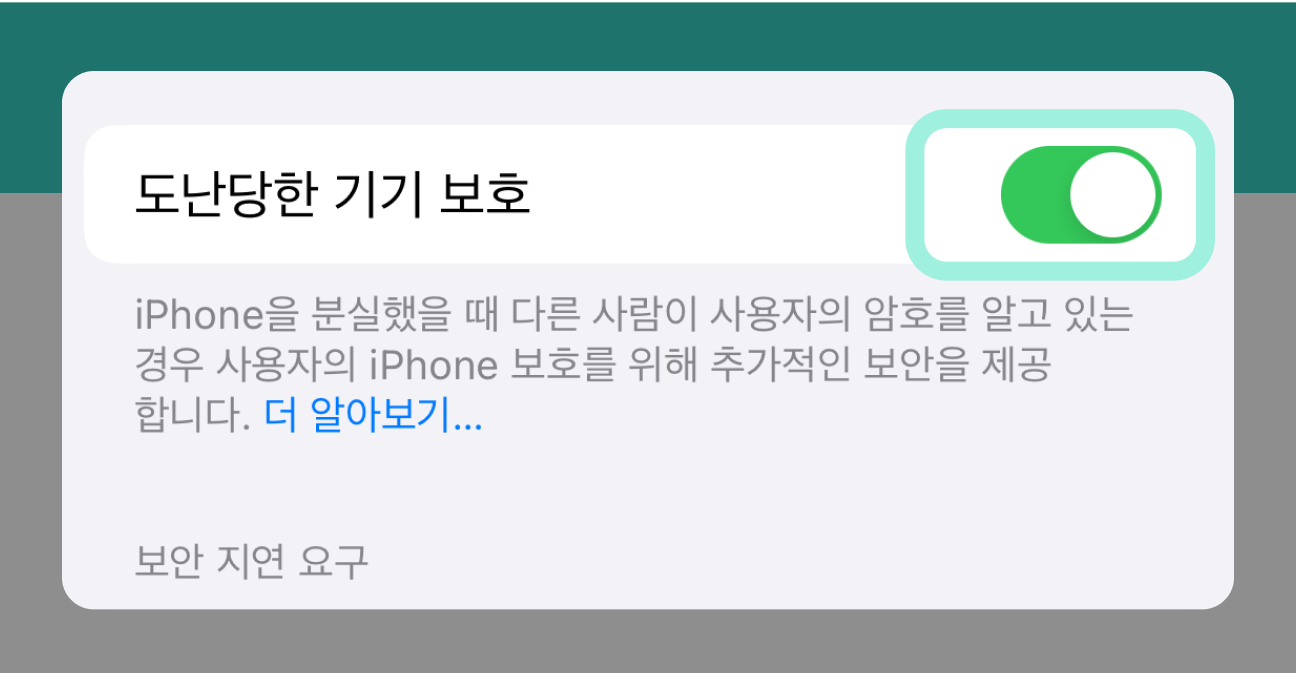 도난당한 기기 보호
iPhone을 분실했을 때 다른 사람이 사용자의 암호를 알고 있는
경우 사용자의 iPhone 보호를 위해 추가적인 보안을 제공
합니다. 더 알아보기...
보안 지연 요구